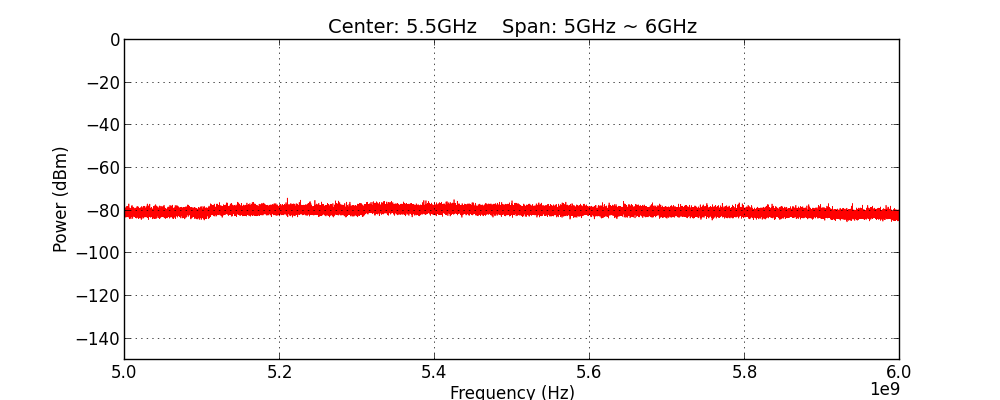 Center: 5.5GHz    Span: 5GHz ~ 6GHz
0
−20
−40
−60
−80
−100
−120
−140
Power (dBm)
5.0 5.2 5.4 5.6 5.8 6.0
1e9
Frequency (Hz)